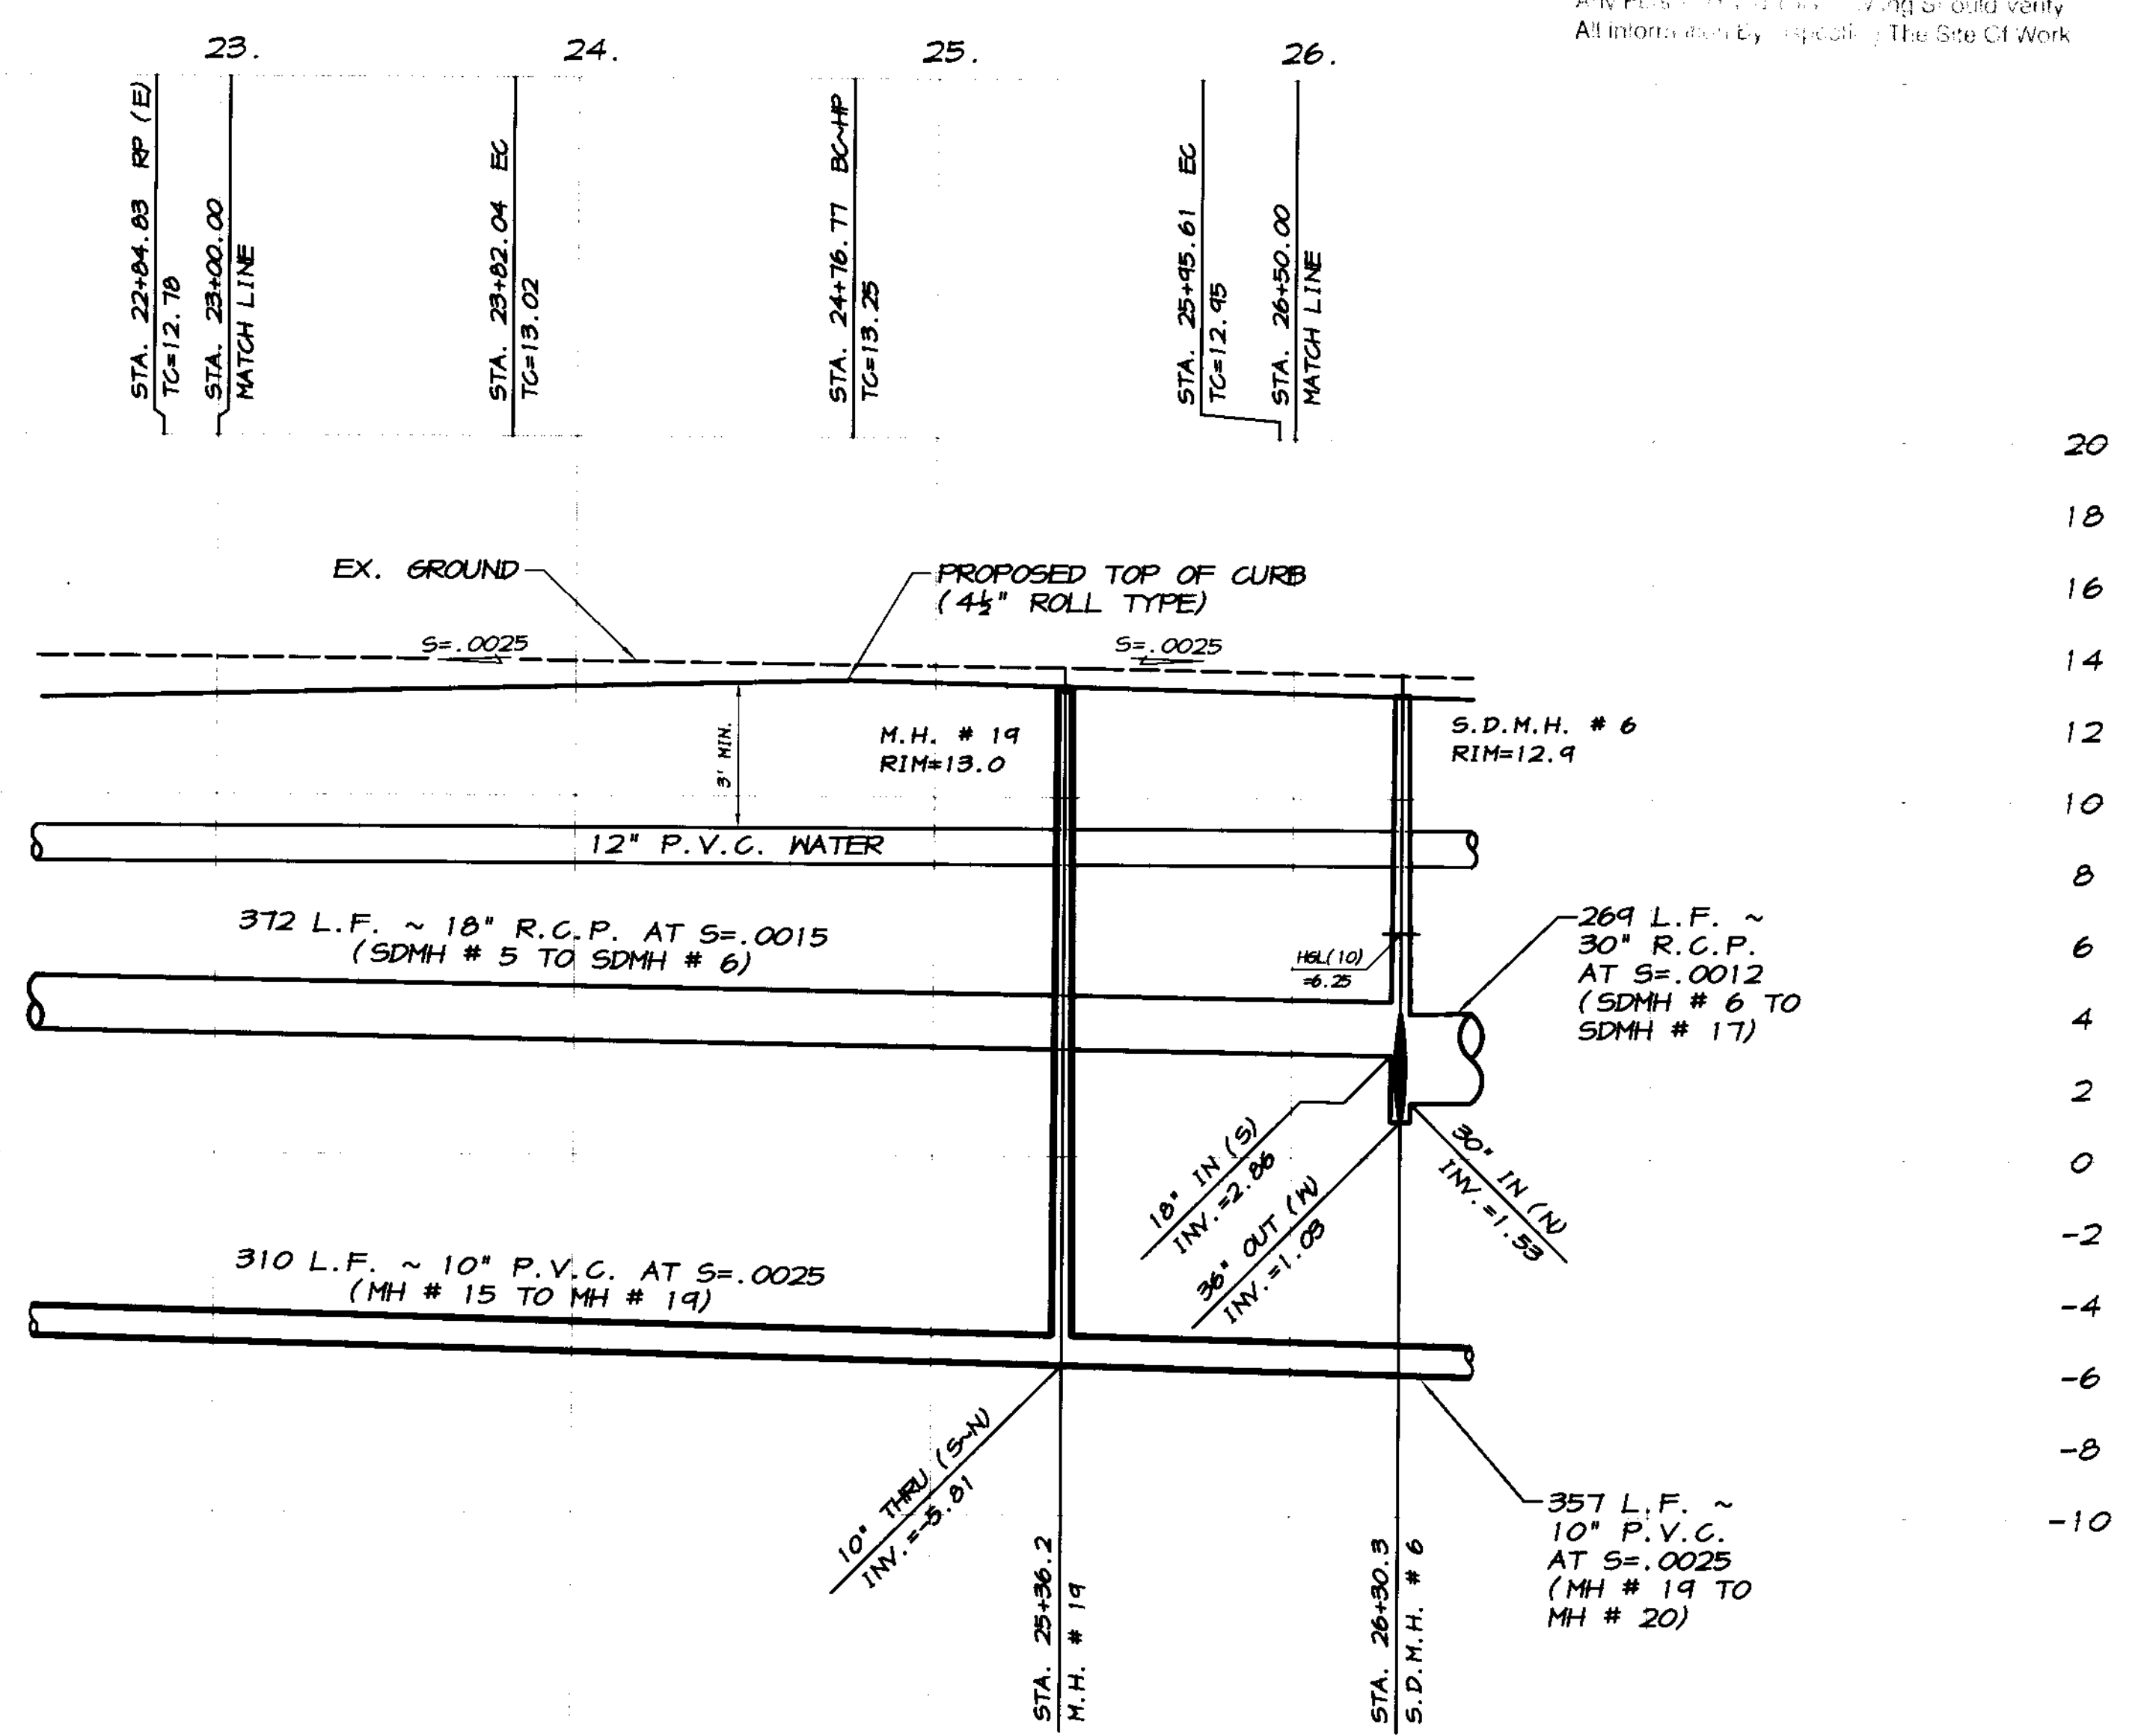 All Information By Inspecting The Site Of Work
23.
24.
25.
26.
STA. 22+84.83 RP (E)
TC=12.78
STA. 23+00.00
MATCH LINE
STA. 23+82.04 EC
TC=13.02
STA. 24+76.77 BC~HP
TC=13.25
STA. 25+95.61 EC
TC=12.95
STA. 26+50.00
MATCH LINE
20
18
16
14
12
10
8
6
4
2
0
-2
-4
-6
-8
-10
EX. GROUND
PROPOSED TOP OF CURB
(4½" ROLL TYPE)
S=.0025
S=.0025
3' MIN.
M.H. # 19
RIM=13.0
S.D.M.H. # 6
RIM=12.9
12" P.V.C. WATER
372 L.F. ~ 18" R.C.P. AT S=.0015
(SDMH # 5 TO SDMH # 6)
HGL(10)
=6.25
269 L.F. ~
30" R.C.P.
AT S=.0012
(SDMH # 6 TO
SDMH # 17)
18" IN (S)
INV.=2.86
36" OUT (W)
INV.=1.03
30" IN (N)
INV.=1.53
310 L.F. ~ 10" P.V.C. AT S=.0025
(MH # 15 TO MH # 19)
10" THRU (S~N)
INV.=-5.81
357 L.F. ~
10" P.V.C.
AT S=.0025
(MH # 19 TO
MH # 20)
STA. 25+36.2
M.H. # 19
STA. 26+30.3
S.D.M.H. # 6